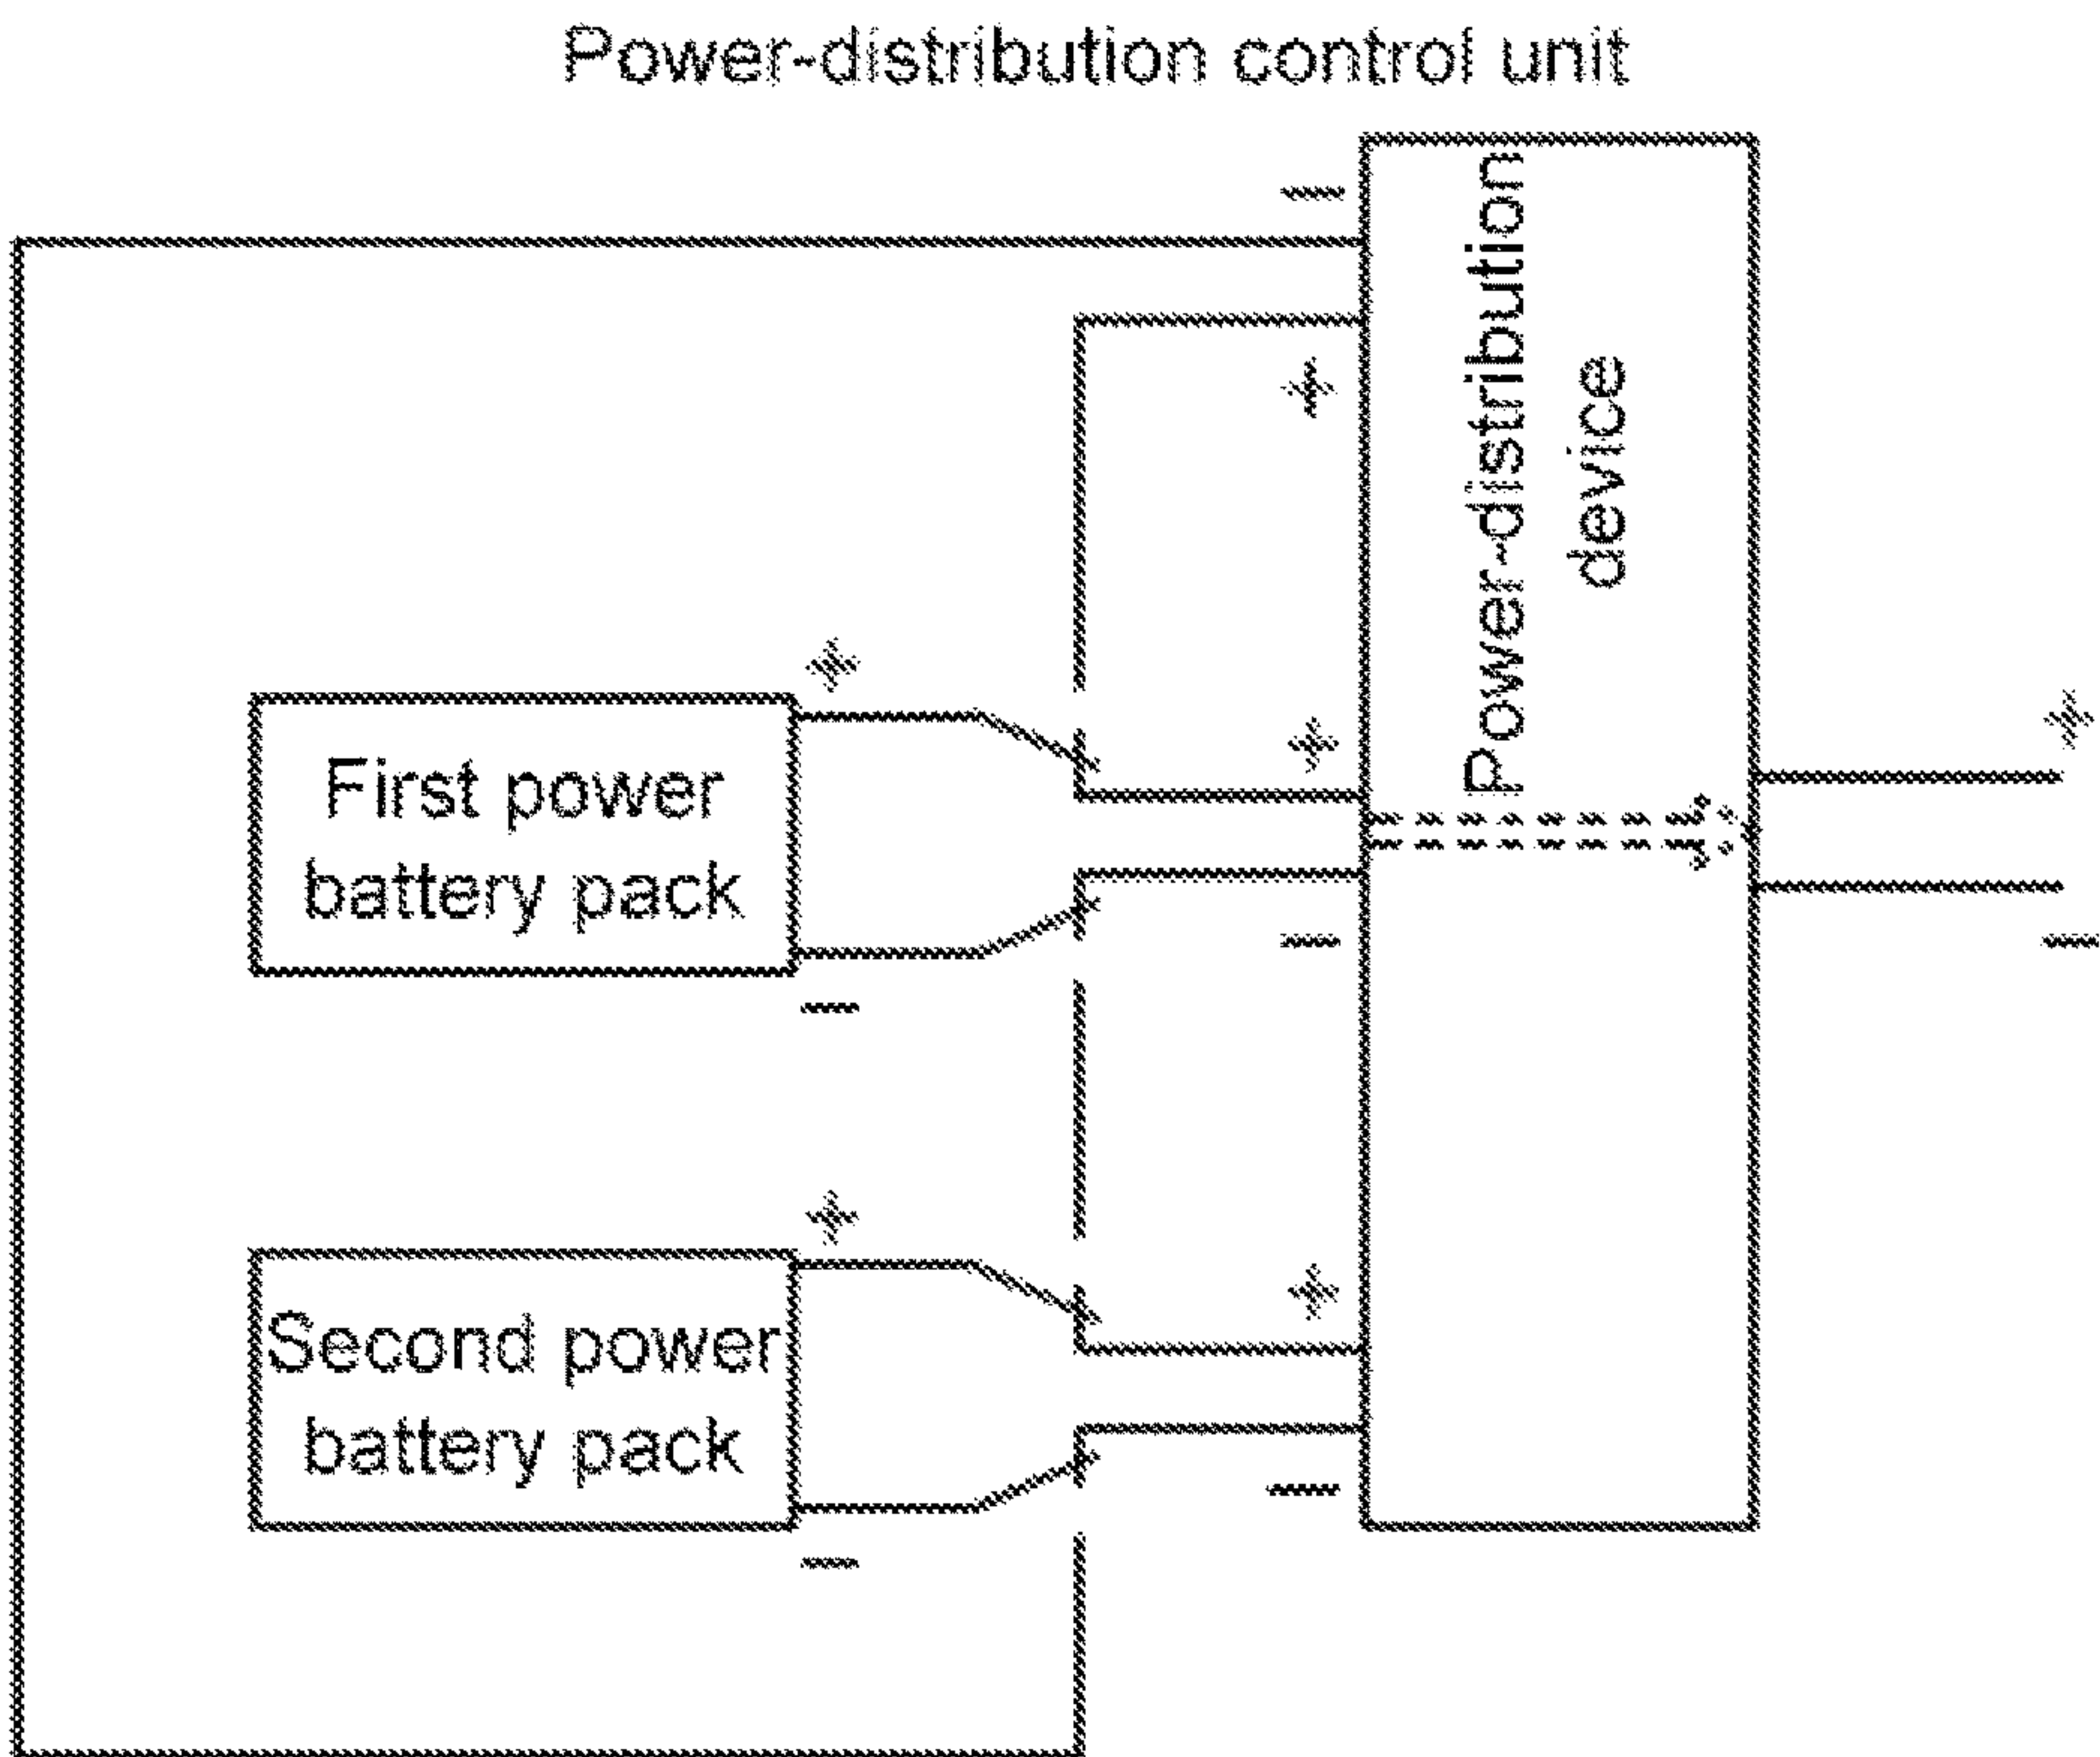 Power-distribution control unit
−
+
Power-distribution
device
+
+
+
First power
battery pack
−
−
−
+
+
Second power
battery pack
−
−